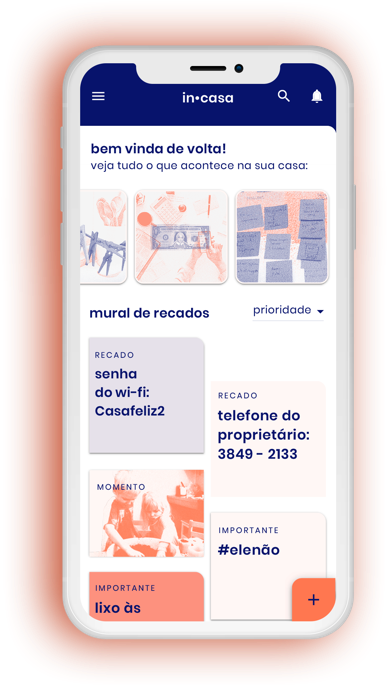 in•casa
bem vinda de volta!
veja tudo o que acontece na sua casa:
mural de recados
prioridade
RECADO
senha
do wi-fi:
Casafeliz2
RECADO
telefone do
proprietário:
3849 - 2133
MOMENTO
IMPORTANTE
#elenão
IMPORTANTE
lixo às
+